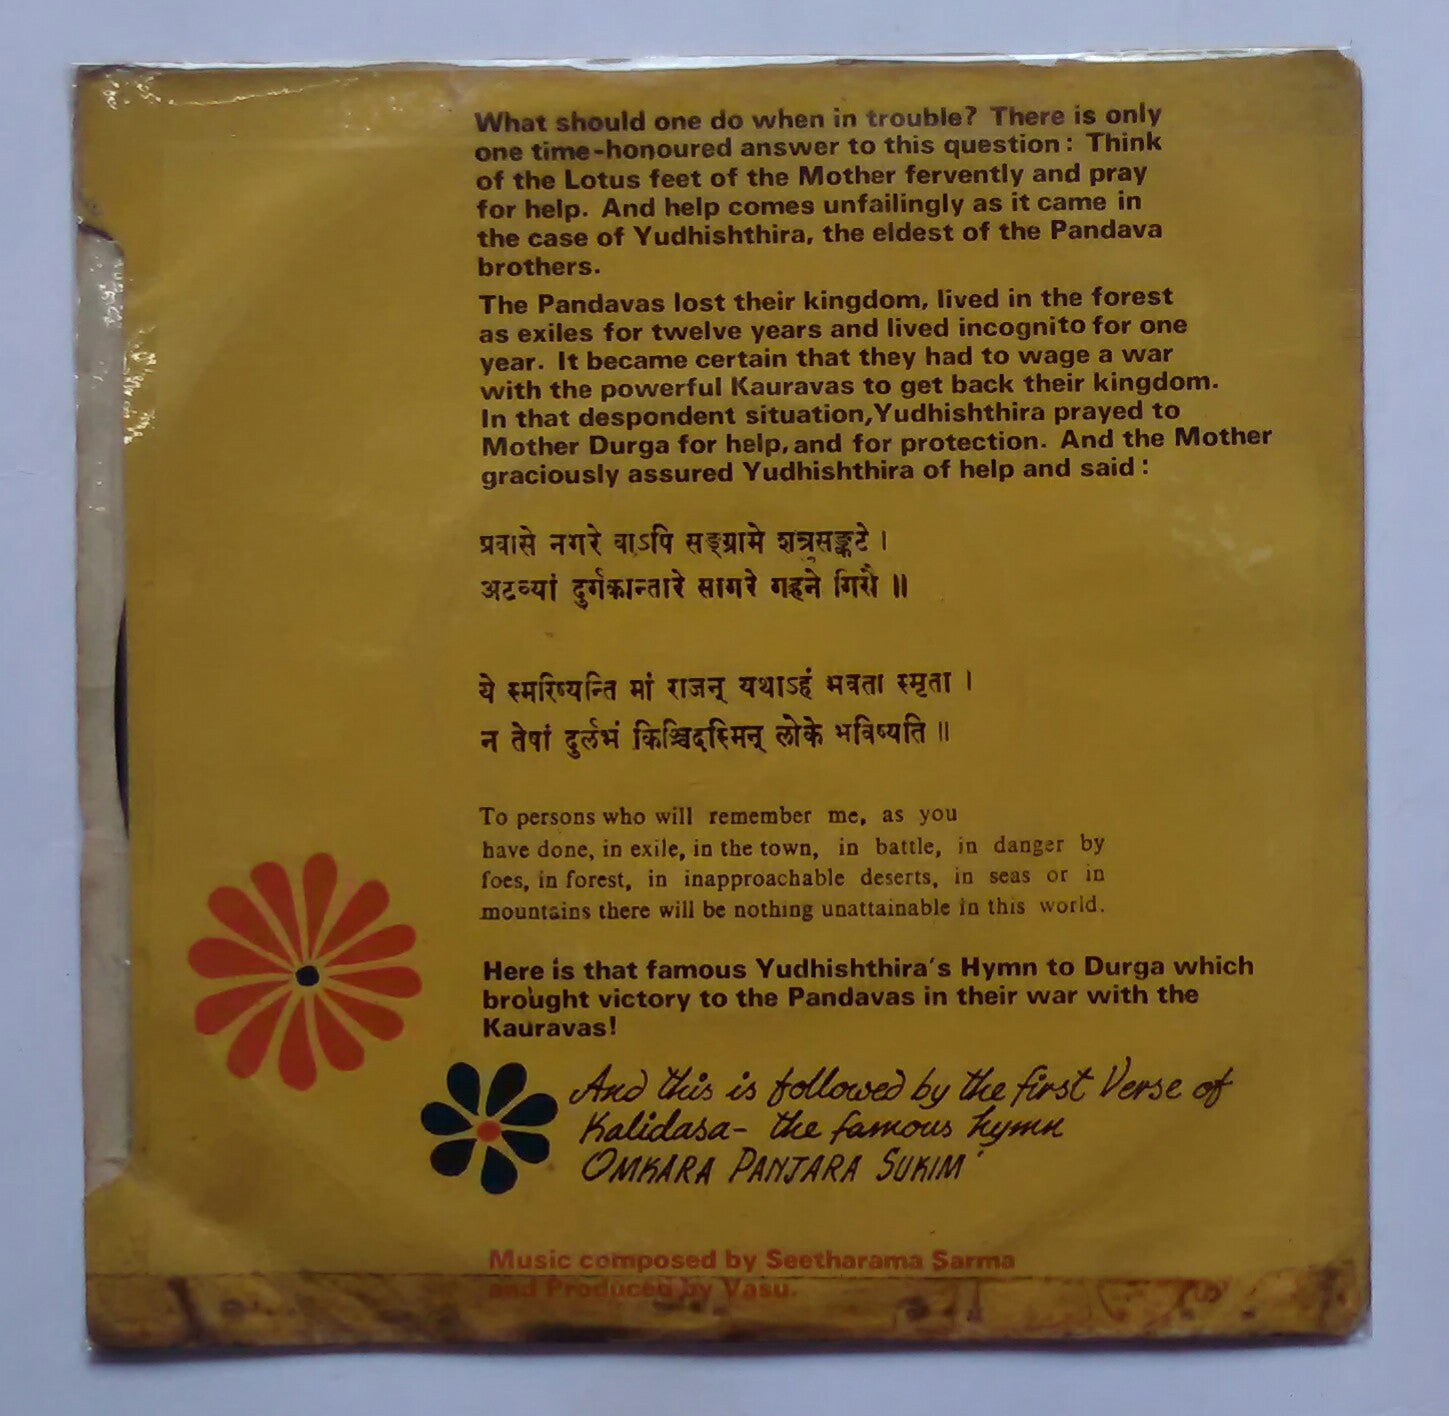 What should one do when in trouble? There is only
one time-honoured answer to this question: Think
of the Lotus feet of the Mother fervently and pray
for help. And help comes unfailingly as it came in
the case of Yudhishthira, the eldest of the Pandava
brothers.
The Pandavas lost their kingdom, lived in the forest
as exiles for twelve years and lived incognito for one
year. It became certain that they had to wage a war
with the powerful Kauravas to get back their kingdom.
In that despondent situation, Yudhishthira prayed to
Mother Durga for help, and for protection. And the Mother
graciously assured Yudhishthira of help and said:
प्रवासे नगरे वाऽपि सङ्ग्रामे शत्रुसङ्कटे ।
अटव्यां दुर्गकान्तारे सागरे गहने गिरौ ॥
ये स्मरिष्यन्ति मां राजन् यथाऽहं भवता स्मृता ।
न तेषां दुर्लभं किञ्चिदस्मिन् लोके भविष्यति ॥
To persons who will remember me, as you
have done, in exile, in the town, in battle, in danger by
foes, in forest, in inapproachable deserts, in seas or in
mountains there will be nothing unattainable in this world.
Here is that famous Yudhishthira's Hymn to Durga which
brought victory to the Pandavas in their war with the
Kauravas!
And this is followed by the first Verse of
Kalidasa- the famous hymn
OMKARA PANJARA SUKIM'
Music composed by Seetharama Sarma
and Produced by Vasu.